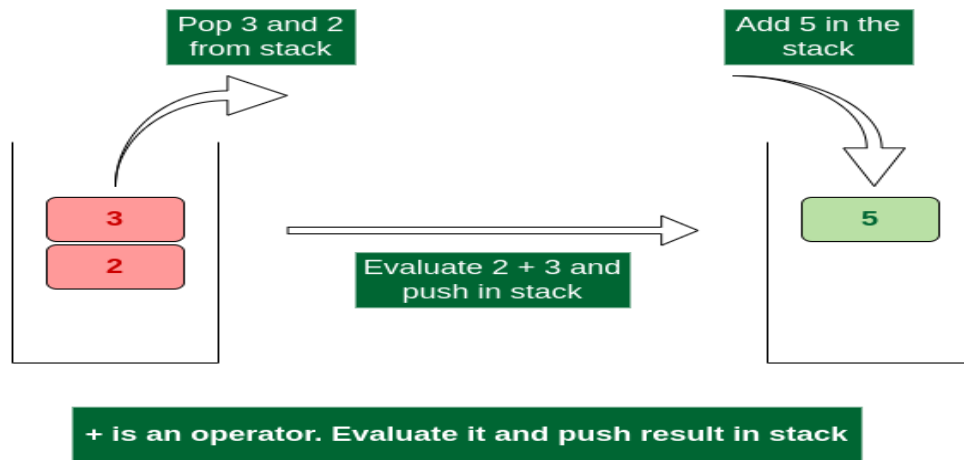 Pop 3 and 2
from stack
Add 5 in the
stack
3
2
5
Evaluate 2 + 3 and
push in stack
+ is an operator. Evaluate it and push result in stack